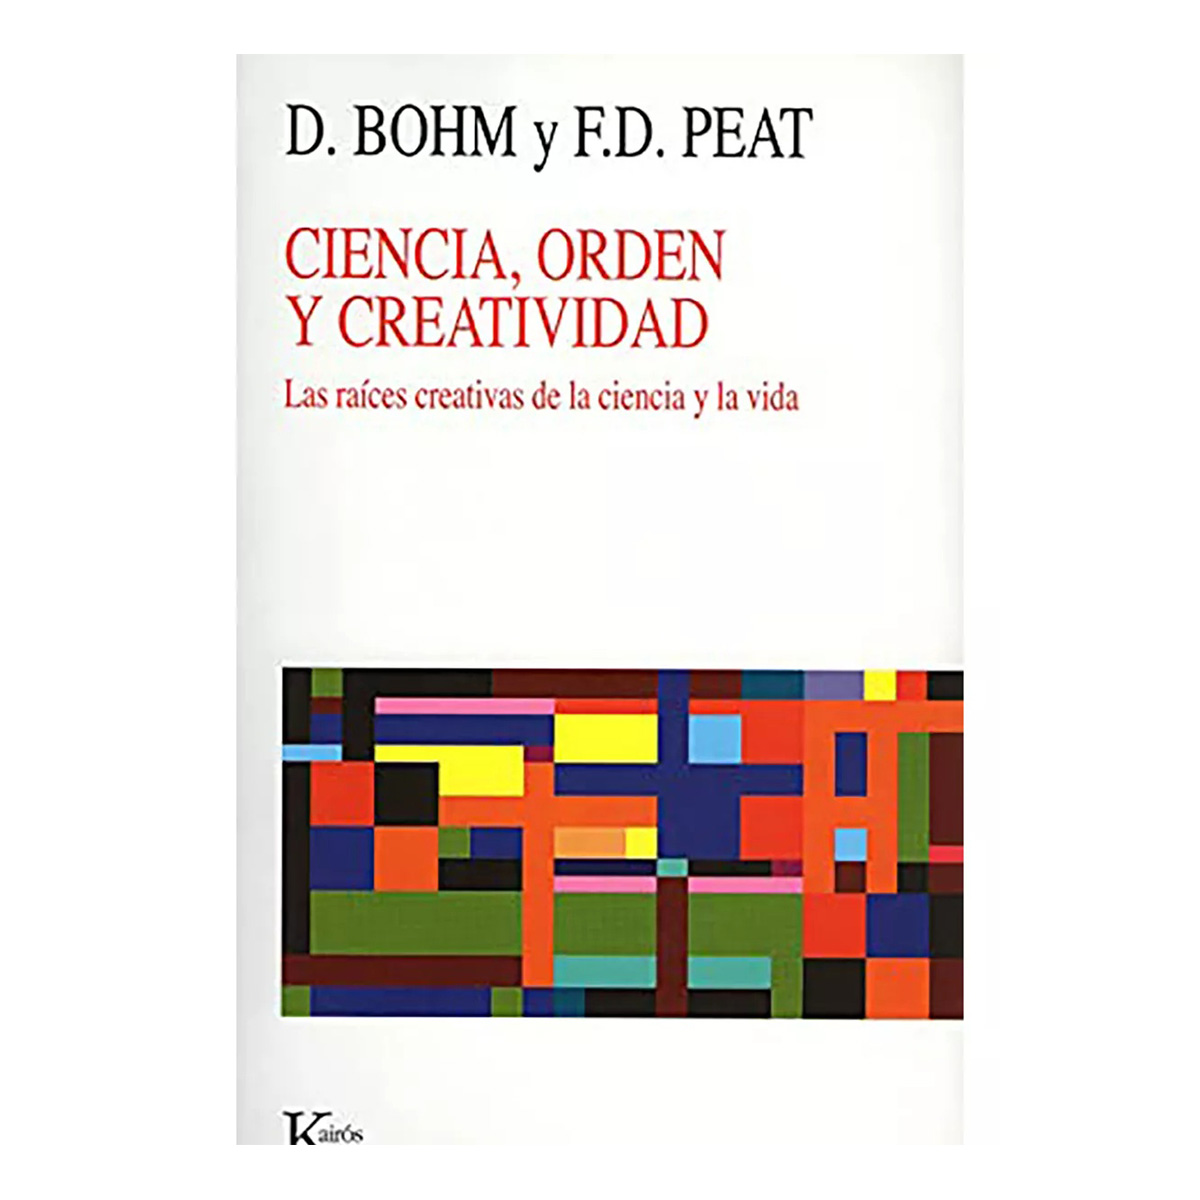 D. BOHM y F.D. PEAT
CIENCIA, ORDEN
Y CREATIVIDAD
Las raíces creativas de la ciencia y la vida
Kairós